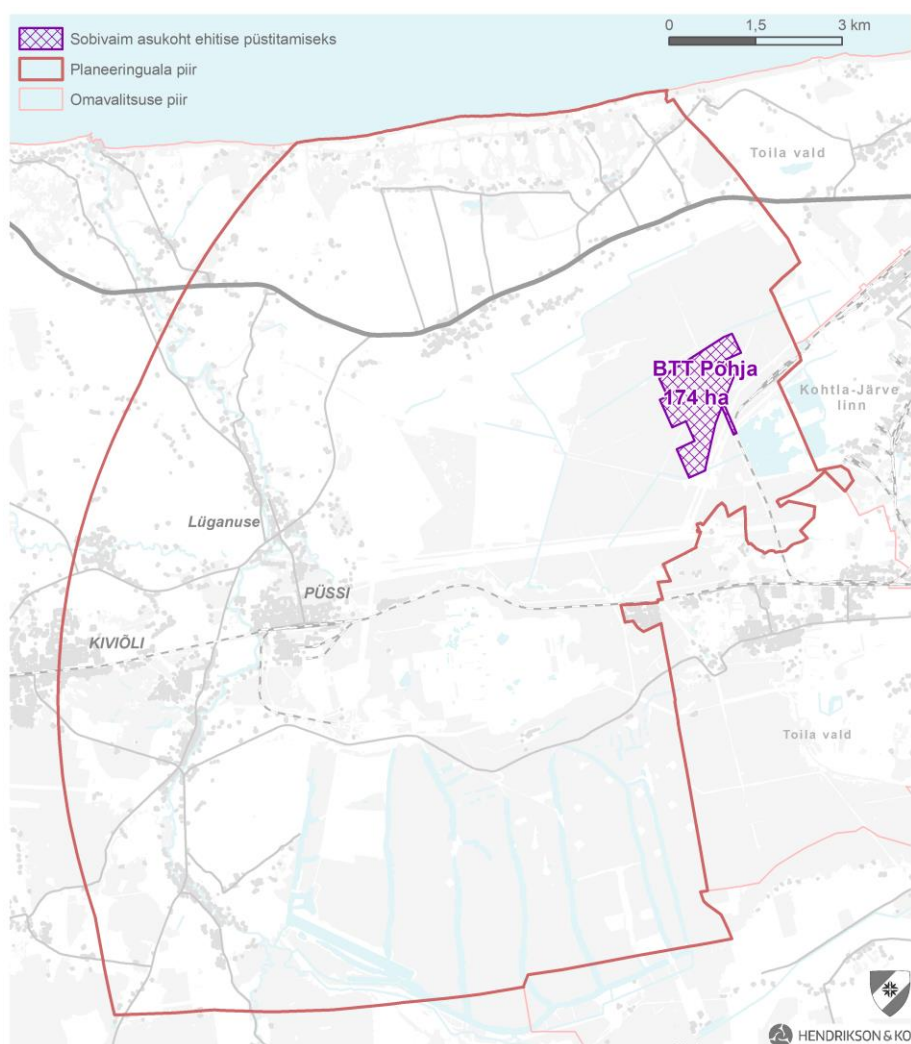 Sobivaim asukoht ehitise püstitamiseks
Planeeringuala piir
Omavalitsuse piir
0 1,5 3 km
Toila vald
BTT Põhja
174 ha
Kohtla-Järve
linn
Lüganuse
PÜSSI
KIVIÕLI
Toila vald
HENDRIKSON & KO